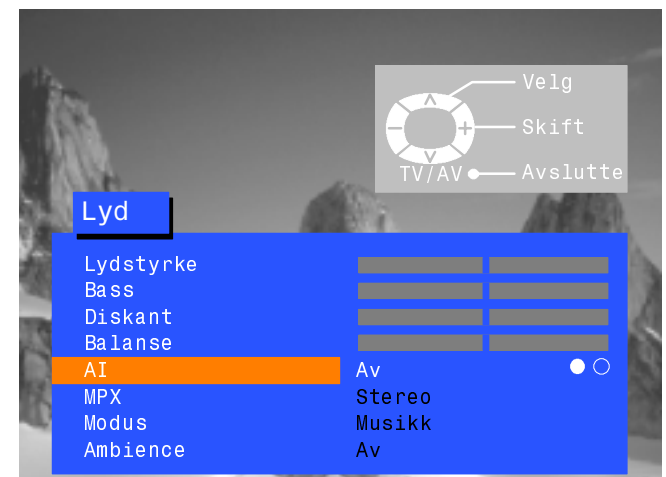 Velg
Skift
TV/AV Avslutte
Lyd
Lydstyrke
Bass
Diskant
Balanse
AI Av
MPX Stereo
Modus Musikk
Ambience Av